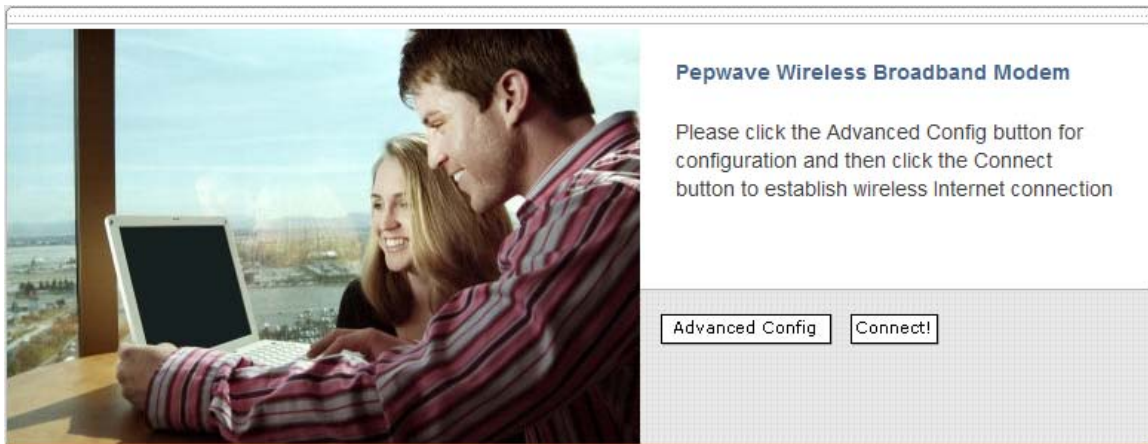 Pepwave Wireless Broadband Modem
Please click the Advanced Config button for
configuration and then click the Connect
button to establish wireless Internet connection
Advanced Config
Connect!